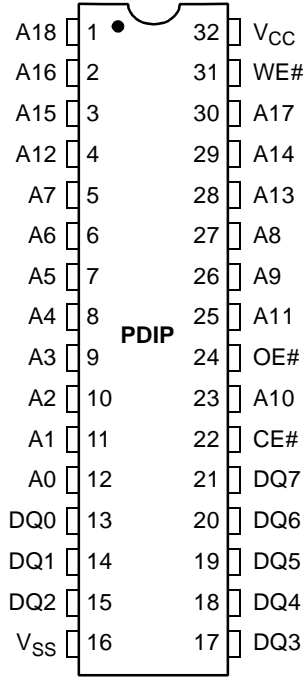 A18 1 32 VCC
A16 2 31 WE#
A15 3 30 A17
A12 4 29 A14
A7 5 28 A13
A6 6 27 A8
A5 7 26 A9
A4 8 25 A11
PDIP
A3 9 24 OE#
A2 10 23 A10
A1 11 22 CE#
A0 12 21 DQ7
DQ0 13 20 DQ6
DQ1 14 19 DQ5
DQ2 15 18 DQ4
VSS 16 17 DQ3